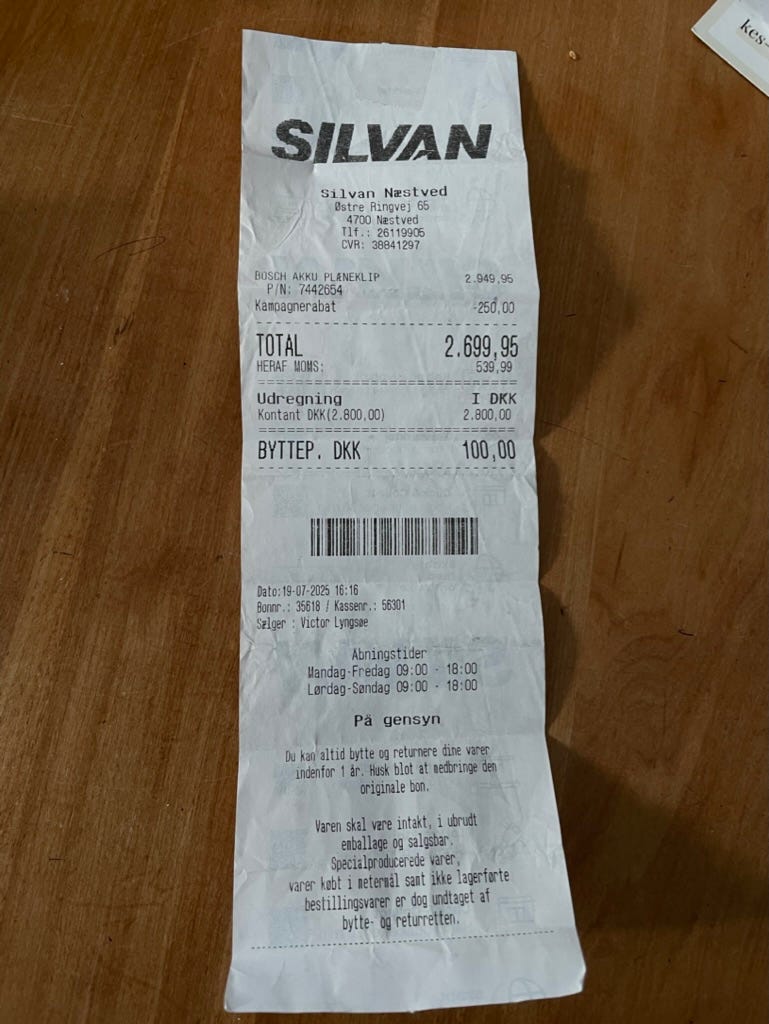 SILVAN
Silvan Næstved
Østre Ringvej 65
4700 Næstved
Tlf.: 26119905
CVR: 38841297
BOSCH AKKU PLÆNEKLIP 2.949,95
P/N: 7442654
Kampagnerabat -250,00
TOTAL 2.699,95
HERAF MOMS: 539,99
Udregning I DKK
Kontant DKK(2.800,00) 2.800,00
BYTTEP. DKK 100,00
Dato:19-07-2025 16:16
Bonnr.: 35618 / Kassenr.: 56301
Sælger : Victor Lyngsøe
Åbningstider
Mandag-Fredag 09:00 - 18:00
Lørdag-Søndag 09:00 - 18:00
På gensyn
Du kan altid bytte og returnere dine varer
indenfor 1 år. Husk blot at medbringe den
originale bon.
Varen skal være intakt, i ubrudt
emballage og salgsbar.
Specialproducerede varer,
varer købt i metermål samt ikke lagerførte
bestillingsvarer er dog undtaget af
bytte- og returretten.